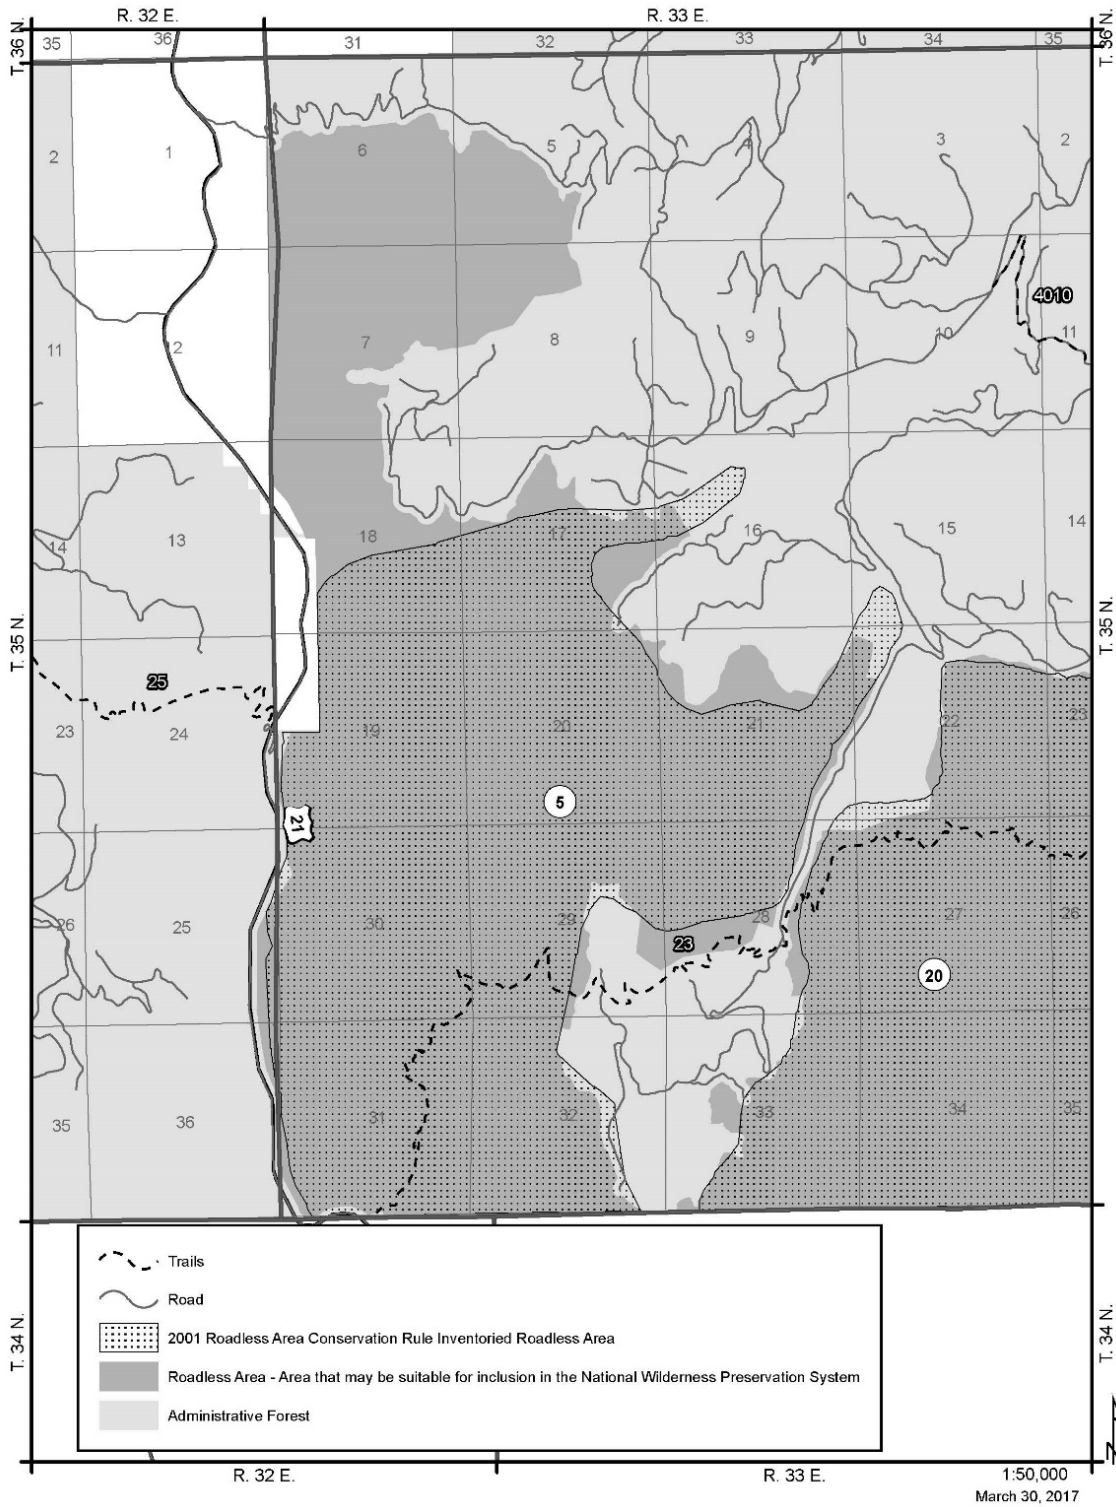 R. 32 E. R. 33 E.
T. 36 N. T. 36 N.
35 36 31 32 33 34 35
2 1 6 5 4 3 2
4010
11 2 7 8 9 10 11
14 13 18 17 16 15 14
T. 35 N. T. 35 N.
25
23 24 19 20 21 22 23
5
21
26 25 30 29 28 27 26
23
20
35 36 31 32 33 34 35
Trails
Road
2001 Roadless Area Conservation Rule Inventoried Roadless Area
Roadless Area - Area that may be suitable for inclusion in the National Wilderness Preservation System
Administrative Forest
T. 34 N. T. 34 N.
R. 32 E. R. 33 E. 1:50,000
March 30, 2017